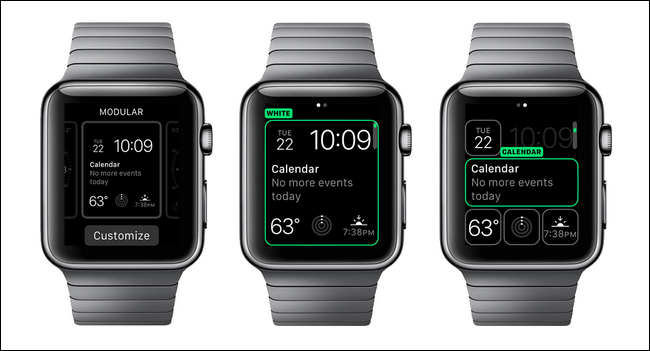 MODULAR
TUE
22
10:09
Calendar
No more events
today
63°
7:38PM
Customize
WHITE
TUE
22
10:09
Calendar
No more events
today
63°
7:38PM
TUE
22
10:09
CALENDAR
Calendar
No more events
today
63°
7:38PM